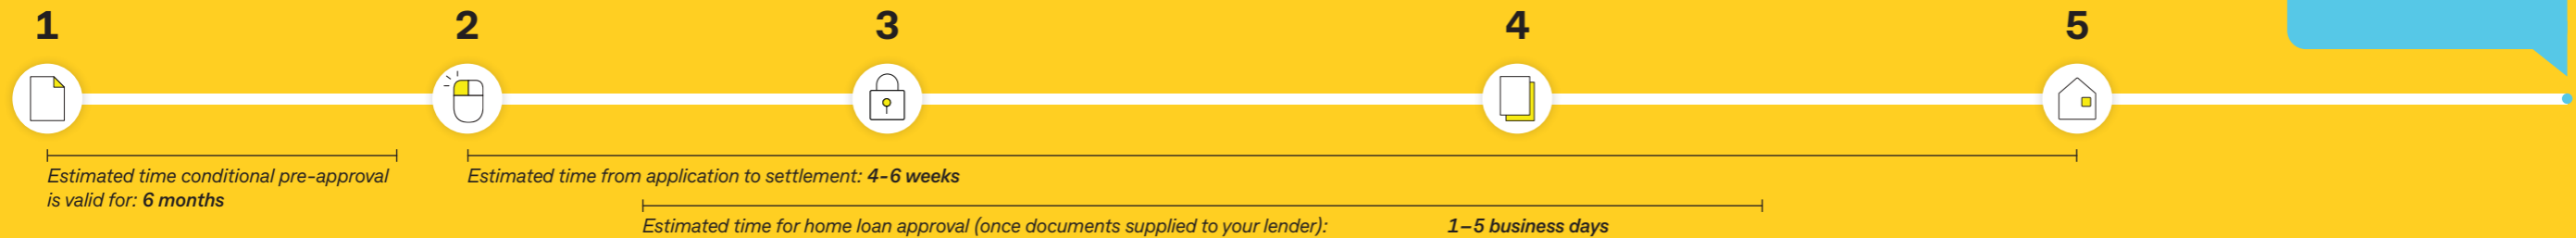 1 2 3 4 5
Estimated time conditional pre-approval
is valid for: 6 months
Estimated time from application to settlement: 4-6 weeks
Estimated time for home loan approval (once documents supplied to your lender): 1–5 business days